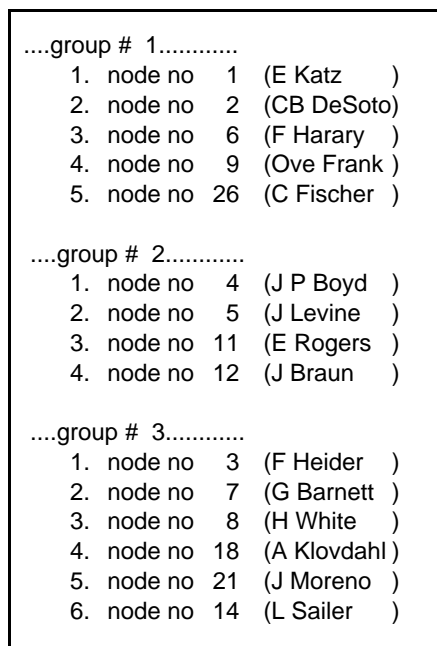 ....group # 1............
1. node no 1 (E Katz )
2. node no 2 (CB DeSoto)
3. node no 6 (F Harary )
4. node no 9 (Ove Frank )
5. node no 26 (C Fischer )
....group # 2............
1. node no 4 (J P Boyd )
2. node no 5 (J Levine )
3. node no 11 (E Rogers )
4. node no 12 (J Braun )
....group # 3............
1. node no 3 (F Heider )
2. node no 7 (G Barnett )
3. node no 8 (H White )
4. node no 18 (A Klovdahl )
5. node no 21 (J Moreno )
6. node no 14 (L Sailer )